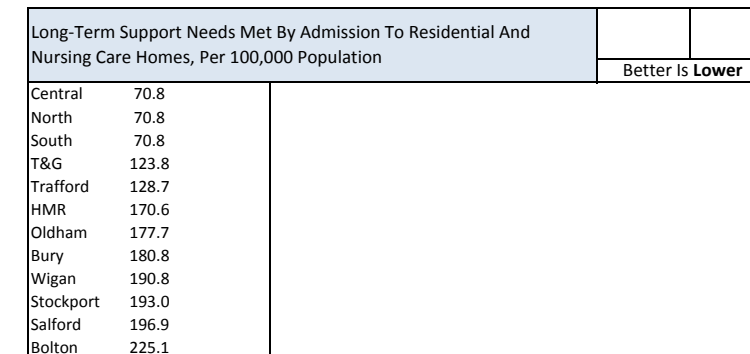 Long-Term Support Needs Met By Admission To Residential And
Nursing Care Homes, Per 100,000 Population
Better Is Lower
Central 70.8
North 70.8
South 70.8
T&G 123.8
Trafford 128.7
HMR 170.6
Oldham 177.7
Bury 180.8
Wigan 190.8
Stockport 193.0
Salford 196.9
Bolton 225.1